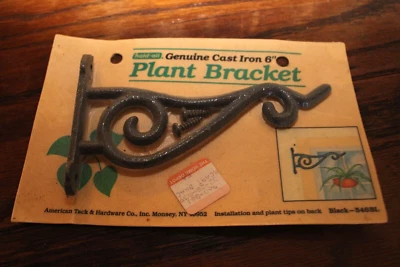 Genuine Cast Iron 6"
Plant Bracket
American Tack & Hardware Co., Inc. Monsey, NY 10952 Installation and plant tips on back Black-